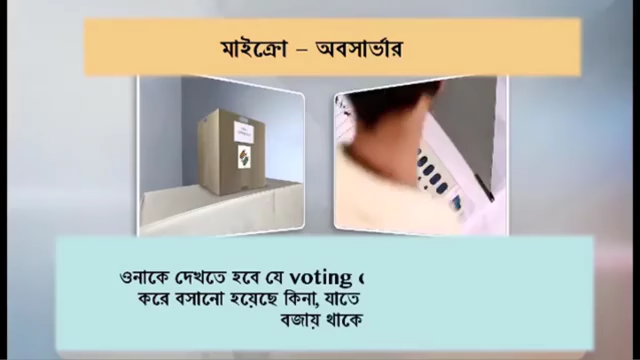 মাইক্রো – অবসার্ভার
ওনাকে দেখতে হবে যে voting
করে বসানো হয়েছে কিনা, যাতে
বজায় থাকে